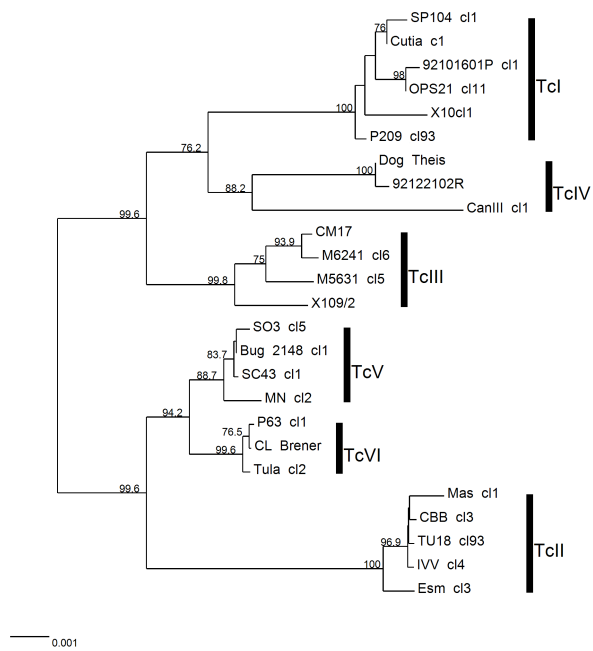 SP104 cl1
76
Cutia c1
92101601P cl1
98
OPS21 cl11
TcI
100
X10cl1
P209 cl93
76.2
Dog Theis
100
92122102R
88.2
TcIV
CanIII cl1
99.6
CM17
93.9
M6241 cl6
75
TcIII
M5631 cl5
99.8
X109/2
SO3 cl5
Bug 2148 cl1
83.7
TcV
SC43 cl1
88.7
MN cl2
94.2
P63 cl1
76.5
CL Brener
99.6
TcVI
Tula cl2
99.6
Mas cl1
CBB cl3
TU18 cl93
96.9
TcII
IVV cl4
100
Esm cl3
0.001